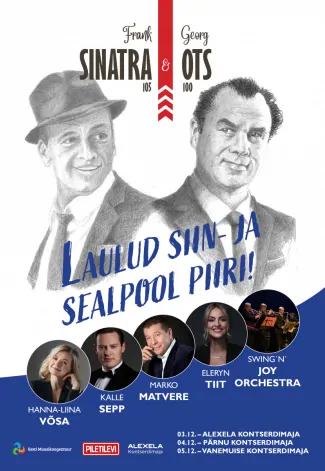 Frank Georg
SINATRA & OTS
105 100
LAULUD SIIN- JA
SEALPOOL PIIRI!
HANNA-LIINA
VÕSA
KALLE
SEPP
MARKO
MATVERE
ELERYN
TIIT
SWING´N´
JOY
ORCHESTRA
03.12. – ALEXELA KONTSERDIMAJA
04.12. – PÄRNU KONTSERDIMAJA
05.12. – VANEMUISE KONTSERDIMAJA
Eesti Muusikaagentuur
PILETILEVI
ALEXELA
Kontserdimaja